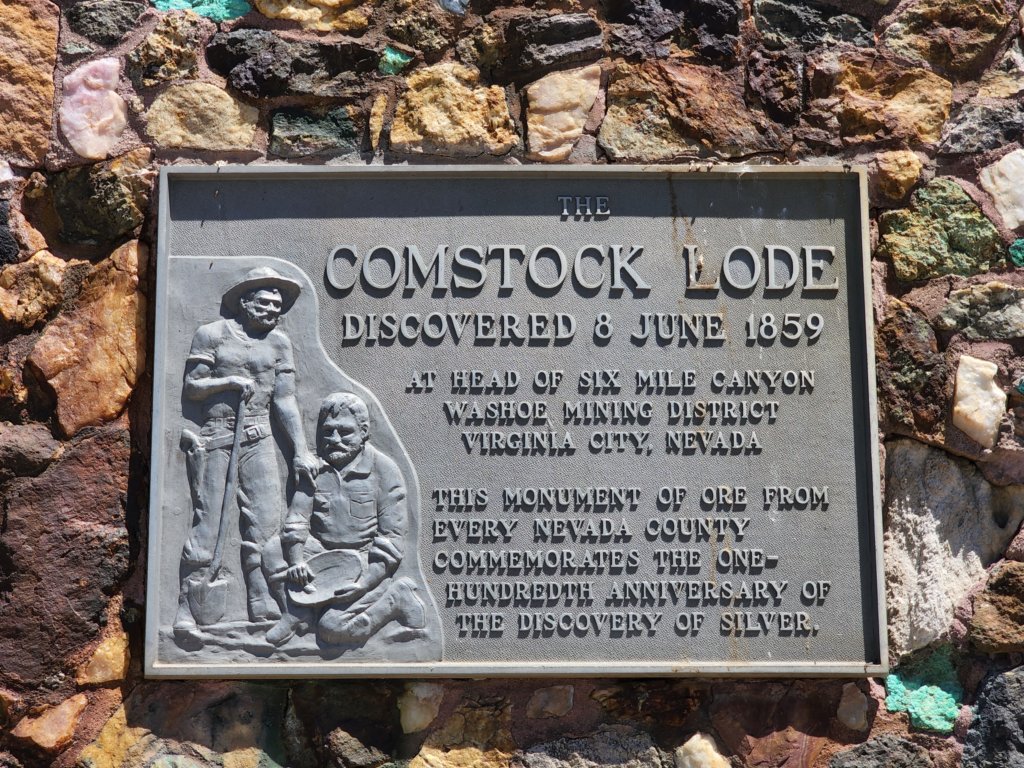 THE
COMSTOCK LODE
DISCOVERED 8 JUNE 1859
AT HEAD OF SIX MILE CANYON
WASHOE MINING DISTRICT
VIRGINIA CITY, NEVADA
THIS MONUMENT OF ORE FROM
EVERY NEVADA COUNTY
COMMEMORATES THE ONE-
HUNDREDTH ANNIVERSARY OF
THE DISCOVERY OF SILVER.